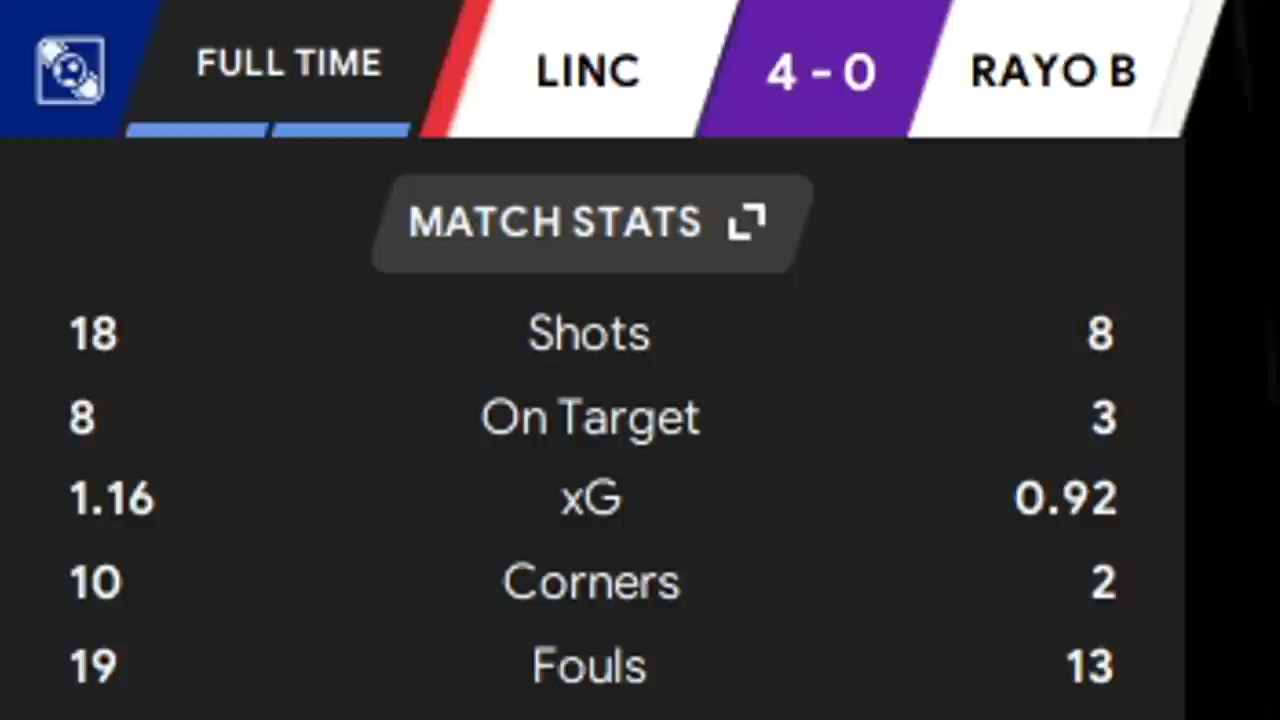 FULL TIME LINC 4 - 0 RAYO B
MATCH STATS
18 Shots 8
8 On Target 3
1.16 xG 0.92
10 Corners 2
19 Fouls 13